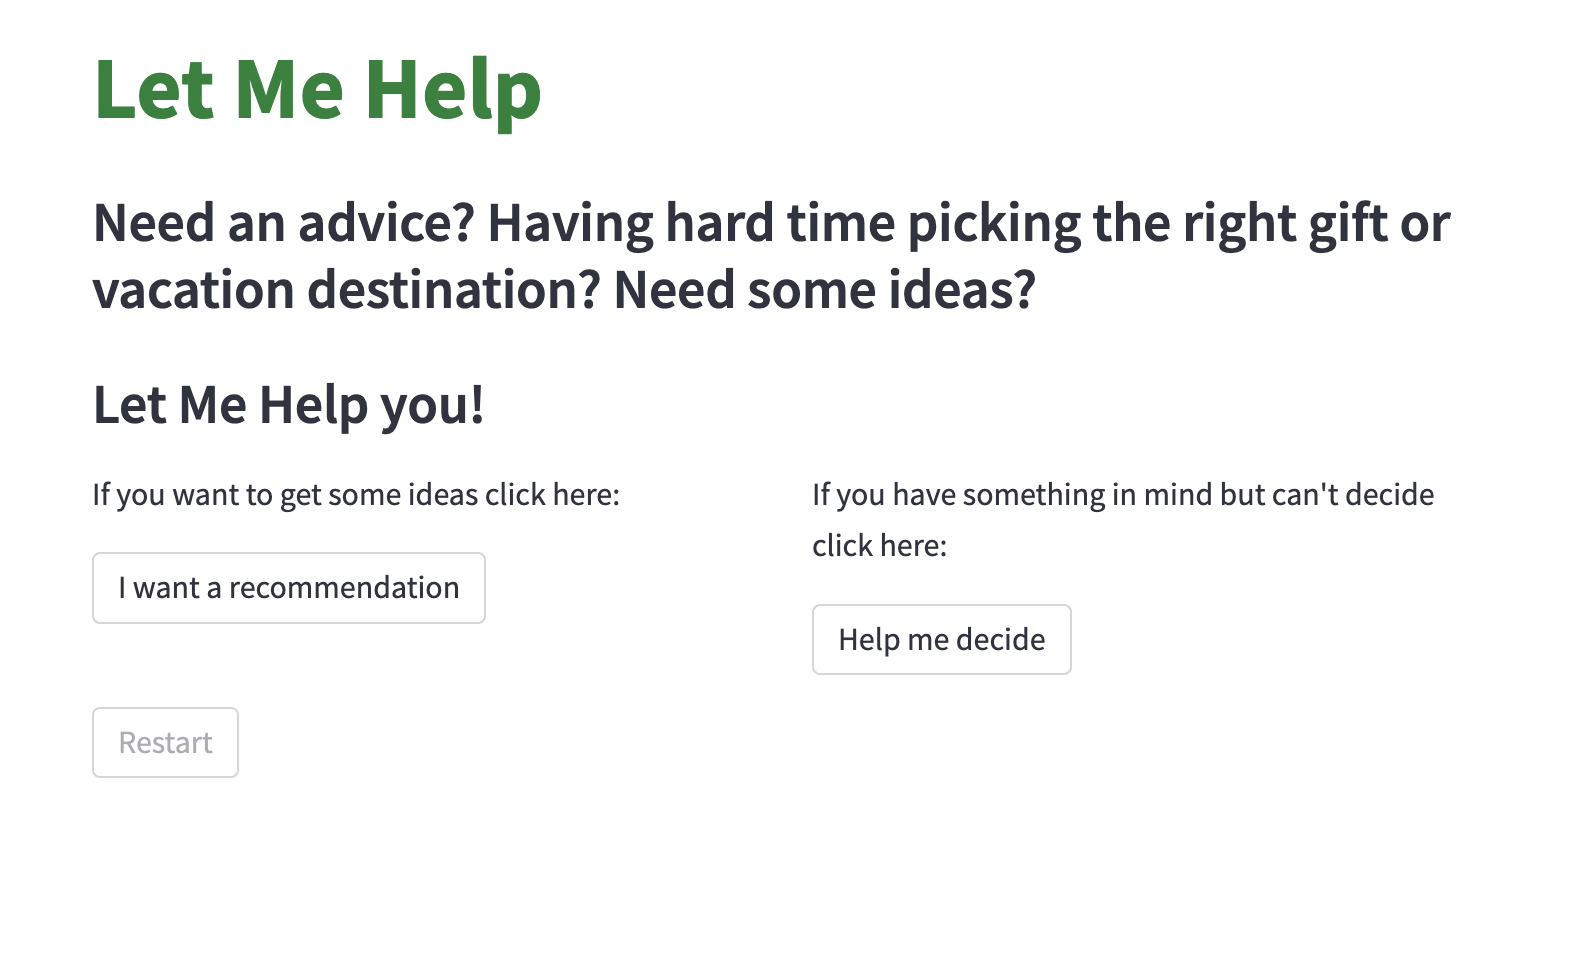 Let Me Help
Need an advice? Having hard time picking the right gift or
vacation destination? Need some ideas?
Let Me Help you!
If you want to get some ideas click here:
I want a recommendation
If you have something in mind but can't decide
click here:
Help me decide
Restart